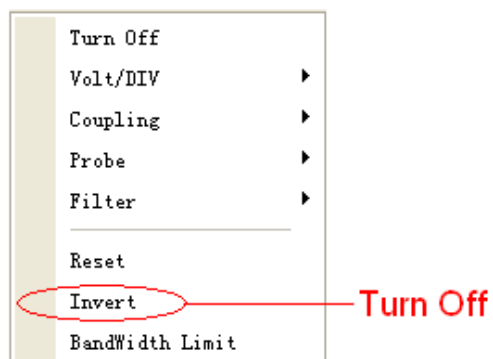 Turn Off
Volt/DIV
Coupling
Probe
Filter
Reset
Invert
Turn Off
BandWidth Limit